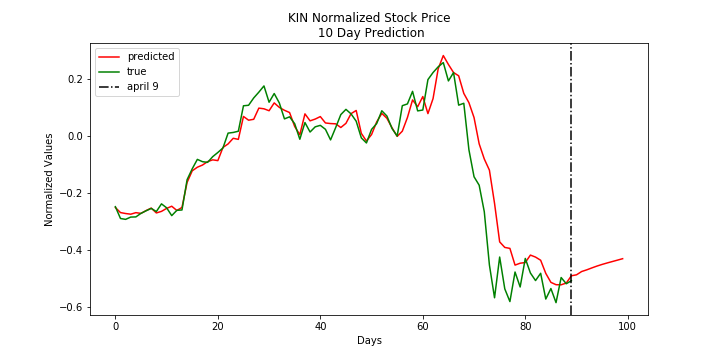 KIN Normalized Stock Price
10 Day Prediction
predicted
true
april 9
Normalized Values
0.2
0.0
−0.2
−0.4
−0.6
0
20
40
60
80
100
Days